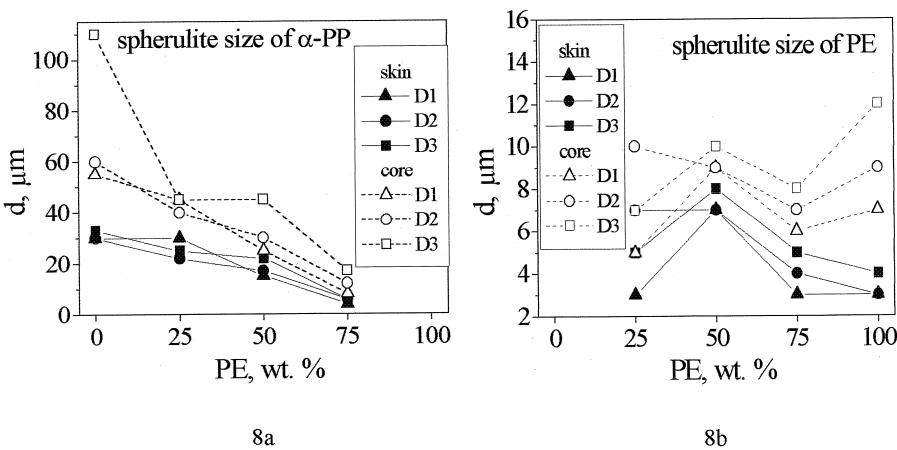 spherulite size of α-PP
skin
D1
D2
D3
core
D1
D2
D3
100
80
60
40
20
0
d, μm
0 25 50 75 100
PE, wt. %
8a
spherulite size of PE
skin
D1
D2
D3
core
D1
D2
D3
16
14
12
10
8
6
4
2
d, μm
0 25 50 75 100
PE, wt. %
8b